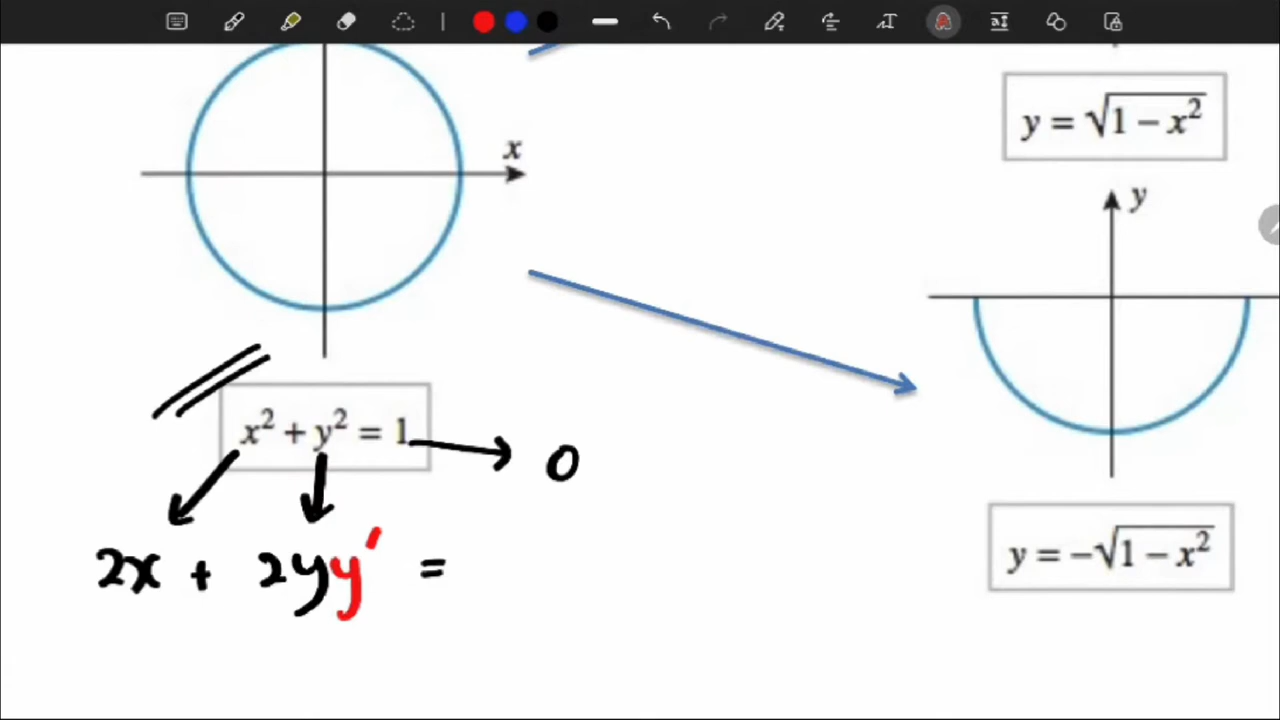 y = √1 − x²
x
y
x² + y² = 1
0
y = −√1 − x²
2x + 2yy' =